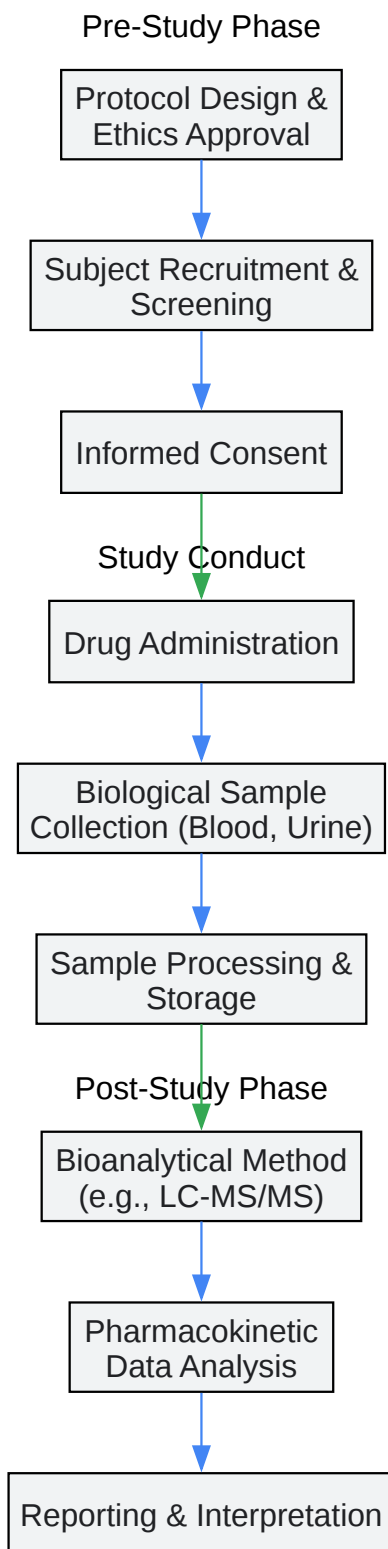 Pre-Study Phase
Protocol Design &
Ethics Approval
Subject Recruitment &
Screening
Informed Consent
Study Conduct
Drug Administration
Biological Sample
Collection (Blood, Urine)
Sample Processing &
Storage
Post-Study Phase
Bioanalytical Method
(e.g., LC-MS/MS)
Pharmacokinetic
Data Analysis
Reporting & Interpretation